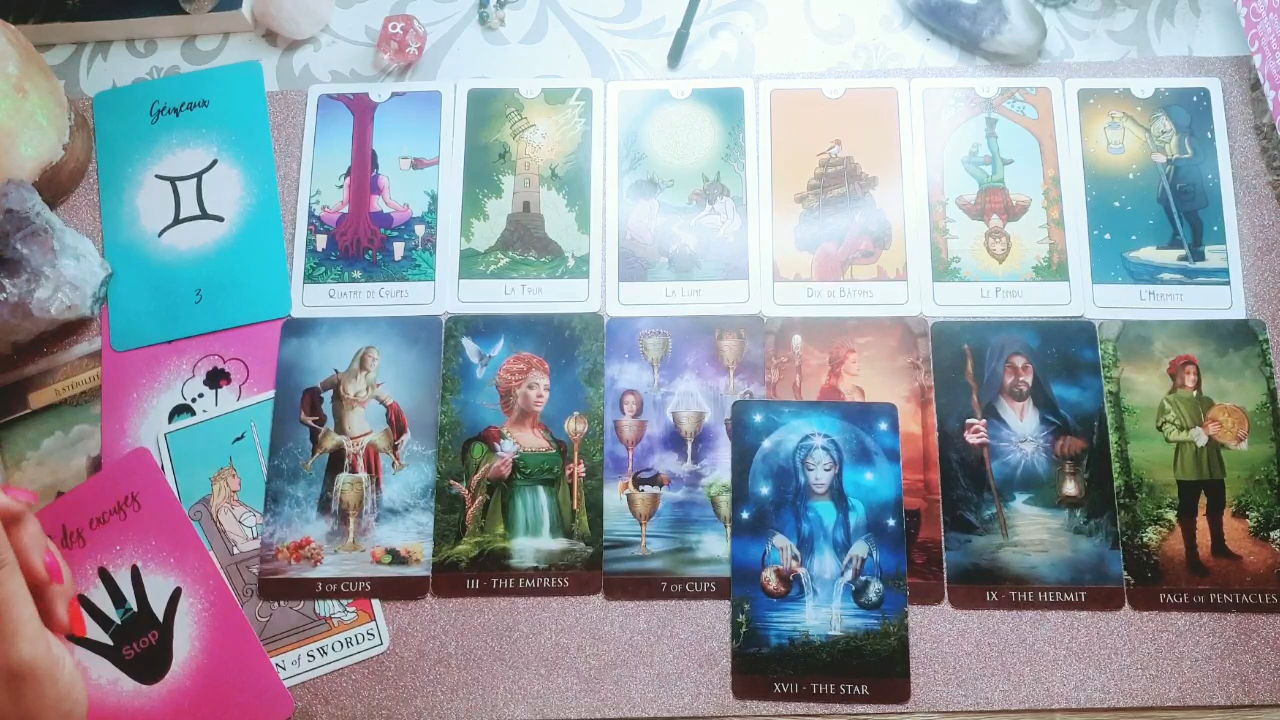 Gémeaux
3
QUATRE DE COUPES
LA TOUR
LA LUNE
DIX DE BÂTONS
LE PENDU
L'HERMITE
STÉRILITÉ
3 OF CUPS
III - THE EMPRESS
7 OF CUPS
IX - THE HERMIT
PAGE OF PENTACLES
XVII - THE STAR
des excuses
Stop
of SWORDS